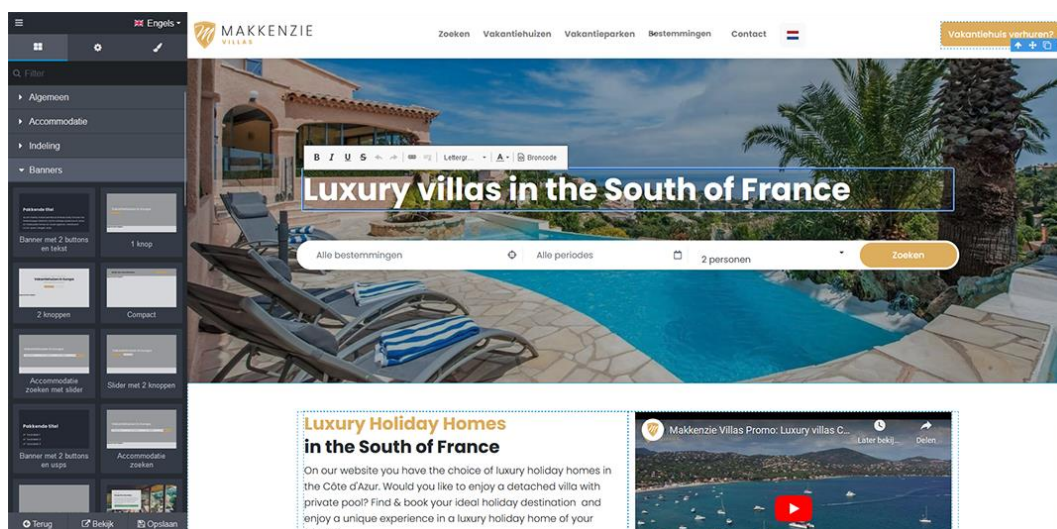 Engels
MAKKENZIE
VILLAS
Zoeken Vakantiehuizen Vakantieparken Bestemmingen Contact
Vakantiehuis verhuren?
Filter
Algemeen
Accommodatie
Indeling
Banners
Pakkende titel
Banner met 2 buttons
en tekst
1 knop
2 knoppen
Compact
Accommodatie
zoeken met slider
Slider met 2 knoppen
Pakkende titel
Banner met 2 buttons
en usps
Accommodatie
zoeken
Terug Bekijk Opslaan
B I U S Lettergr... A Broncode
Luxury villas in the South of France
Alle bestemmingen Alle periodes 2 personen Zoeken
Luxury Holiday Homes
in the South of France
On our website you have the choice of luxury holiday homes in
the Côte d'Azur. Would you like to enjoy a detached villa with
private pool? Find & book your ideal holiday destination and
enjoy a unique experience in a luxury holiday home of your
Makkenzie Villas Promo: Luxury villas C...
Later bekij... Delen